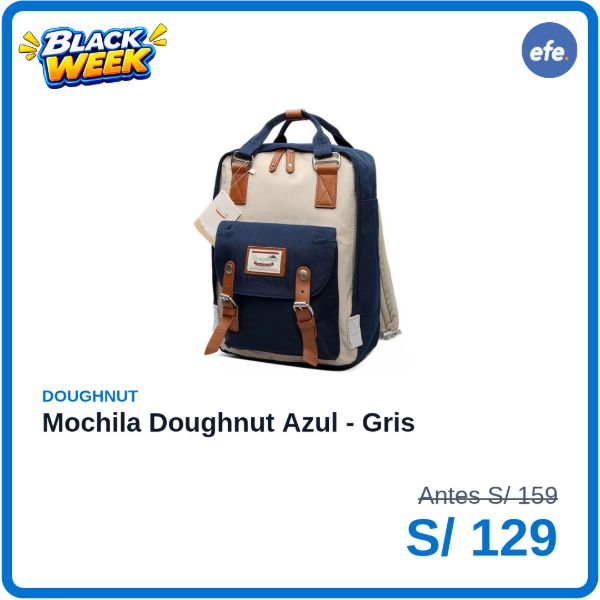 BLACK
WEEK
efe.
DOUGHNUT
Mochila Doughnut Azul - Gris
Antes S/ 159
S/ 129